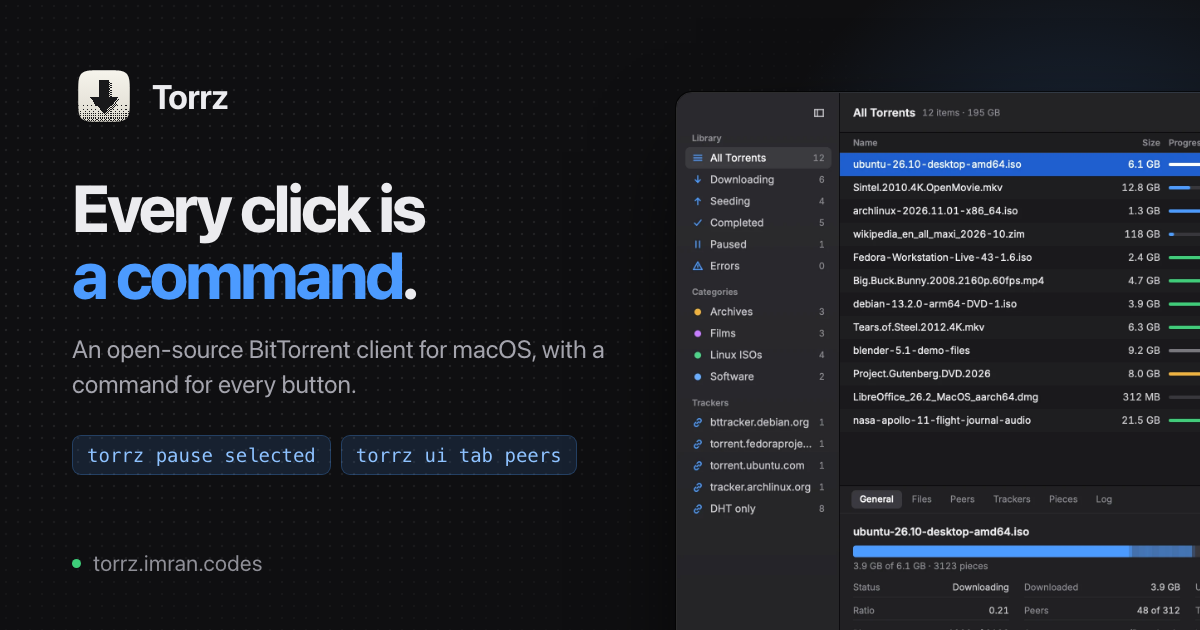 Torrz
Every click is
a command.
An open-source BitTorrent client for macOS, with a
command for every button.
torrz pause selected
torrz ui tab peers
torrz.imran.codes
Library
All Torrents 12
Downloading 6
Seeding 4
Completed 5
Paused 1
Errors 0
Categories
Archives 3
Films 3
Linux ISOs 4
Software 2
Trackers
bttracker.debian.org 1
torrent.fedoraproje... 1
torrent.ubuntu.com 1
tracker.archlinux.org 1
DHT only 8
All Torrents 12 items · 195 GB
Name Size Progres
ubuntu-26.10-desktop-amd64.iso 6.1 GB
Sintel.2010.4K.OpenMovie.mkv 12.8 GB
archlinux-2026.11.01-x86_64.iso 1.3 GB
wikipedia_en_all_maxi_2026-10.zim 118 GB
Fedora-Workstation-Live-43-1.6.iso 2.4 GB
Big.Buck.Bunny.2008.2160p.60fps.mp4 4.7 GB
debian-13.2.0-arm64-DVD-1.iso 3.9 GB
Tears.of.Steel.2012.4K.mkv 6.3 GB
blender-5.1-demo-files 9.2 GB
Project.Gutenberg.DVD.2026 8.0 GB
LibreOffice_26.2_MacOS_aarch64.dmg 312 MB
nasa-apollo-11-flight-journal-audio 21.5 GB
General Files Peers Trackers Pieces Log
ubuntu-26.10-desktop-amd64.iso
3.9 GB of 6.1 GB · 3123 pieces
Status Downloading Downloaded 3.9 GB
Ratio 0.21 Peers 48 of 312